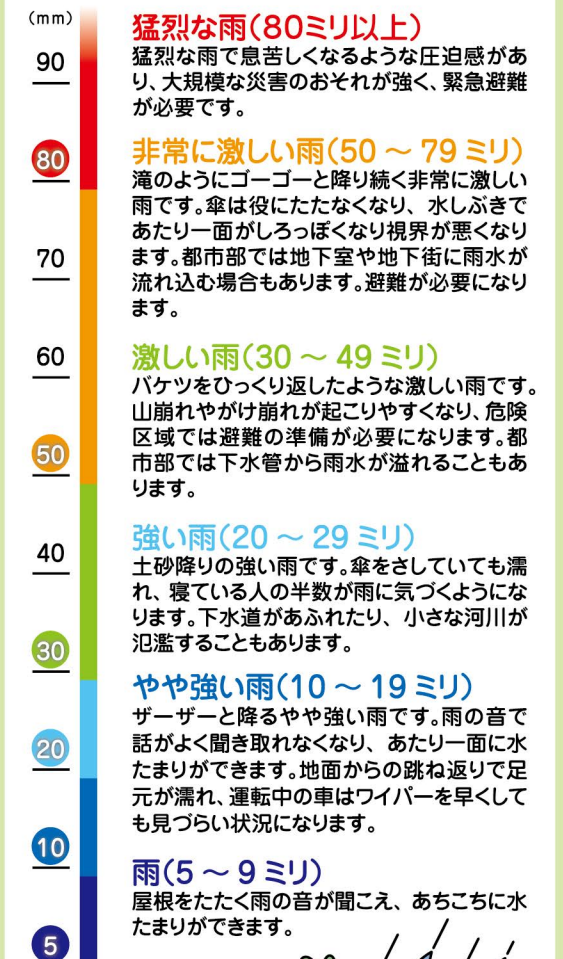 (mm)
猛烈な雨(80ミリ以上)
猛烈な雨で息苦しくなるような圧迫感があ
り、大規模な災害のおそれが強く、緊急避難
が必要です。
90
80
非常に激しい雨(50 ～ 79 ミリ)
滝のようにゴーゴーと降り続く非常に激しい
雨です。傘は役にたたなくなり、水しぶきで
あたり一面がしろっぽくなり視界が悪くなり
ます。都市部では地下室や地下街に雨水が
流れ込む場合もあります。避難が必要になり
ます。
70
60
激しい雨(30 ～ 49 ミリ)
バケツをひっくり返したような激しい雨です。
山崩れやがけ崩れが起こりやすくなり、危険
区域では避難の準備が必要になります。都
市部では下水管から雨水が溢れることもあ
ります。
50
40
強い雨(20 ～ 29 ミリ)
土砂降りの強い雨です。傘をさしていても濡
れ、寝ている人の半数が雨に気づくようにな
ります。下水道があふれたり、小さな河川が
氾濫することもあります。
30
20
やや強い雨(10 ～ 19 ミリ)
ザーザーと降るやや強い雨です。雨の音で
話がよく聞き取れなくなり、あたり一面に水
たまりができます。地面からの跳ね返りで足
元が濡れ、運転中の車はワイパーを早くして
も見づらい状況になります。
10
雨(5 ～ 9 ミリ)
屋根をたたく雨の音が聞こえ、あちこちに水
たまりができます。
5